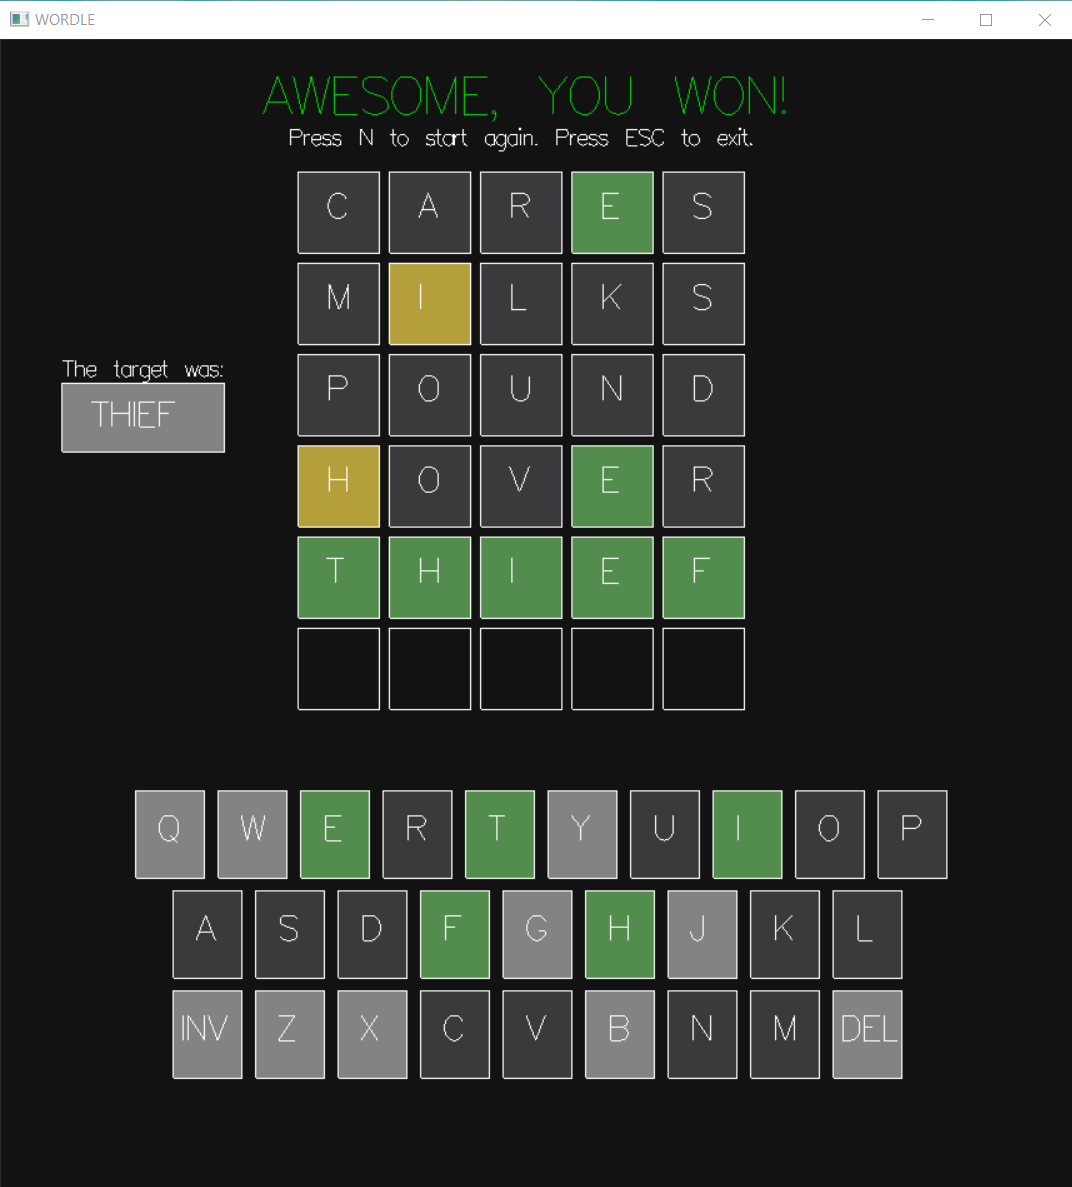 WORDLE
AWESOME, YOU WON!
Press N to start again. Press ESC to exit.
C A R E S
M I L K S
P O U N D
The target was:
THIEF
H O V E R
T H I E F
Q W E R T Y U I O P
A S D F G H J K L
INV Z X C V B N M DEL